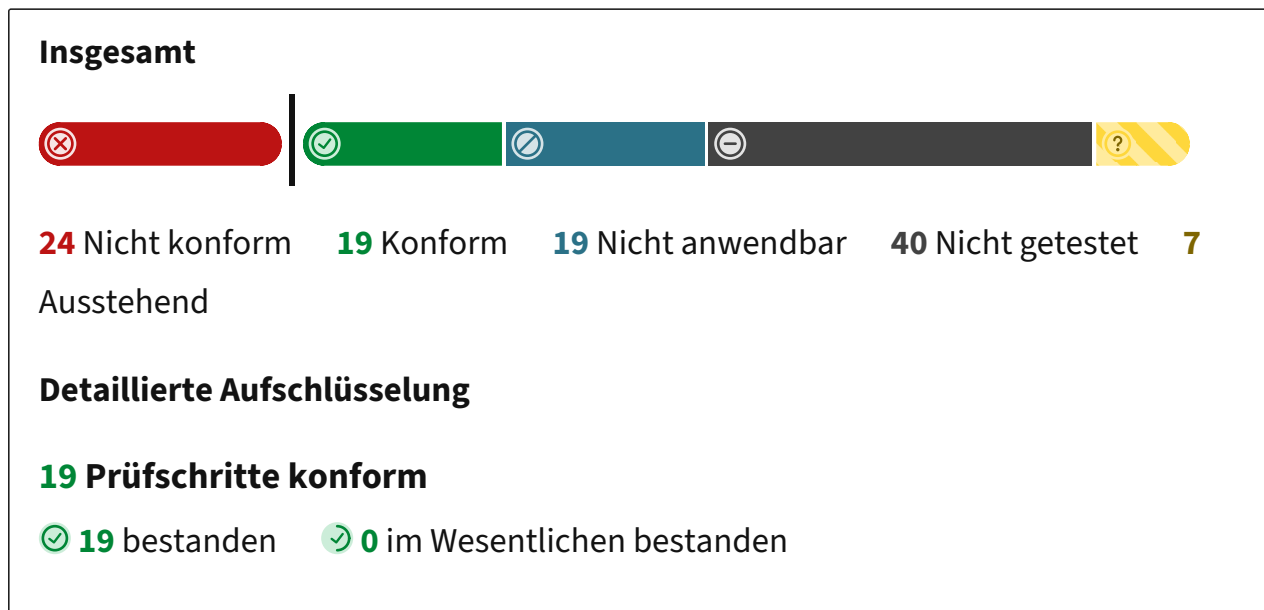 Insgesamt
24 Nicht konform 19 Konform 19 Nicht anwendbar 40 Nicht getestet 7
Ausstehend
Detaillierte Aufschlüsselung
19 Prüfschritte konform
19 bestanden 0 im Wesentlichen bestanden